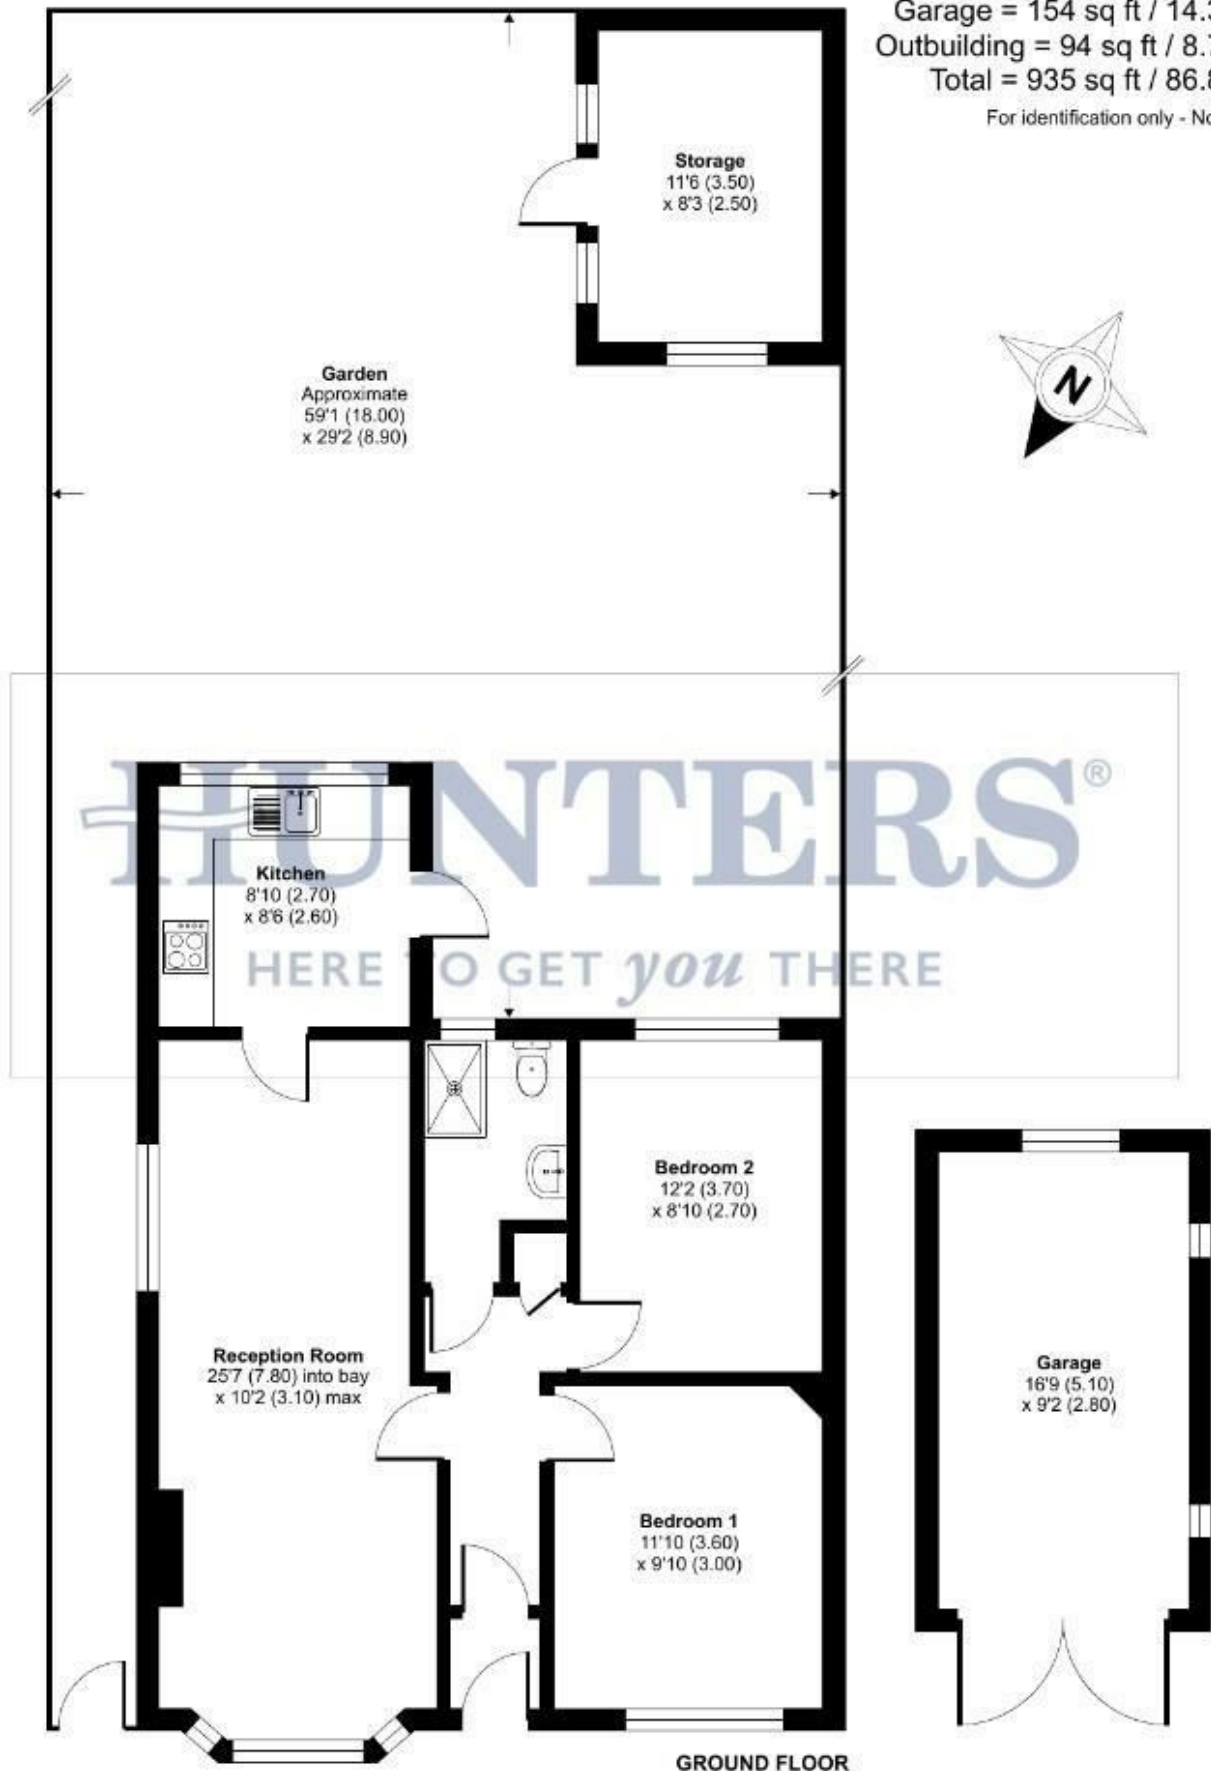 Garage = 154 sq ft / 14.3
Outbuilding = 94 sq ft / 8.7
Total = 935 sq ft / 86.8
For identification only - No
Storage
11'6 (3.50)
x 8'3 (2.50)
N
Garden
Approximate
59'1 (18.00)
x 29'2 (8.90)
HUNTERS®
HERE TO GET you THERE
Kitchen
8'10 (2.70)
x 8'6 (2.60)
Bedroom 2
12'2 (3.70)
x 8'10 (2.70)
Reception Room
25'7 (7.80) into bay
x 10'2 (3.10) max
Garage
16'9 (5.10)
x 9'2 (2.80)
Bedroom 1
11'10 (3.60)
x 9'10 (3.00)
GROUND FLOOR